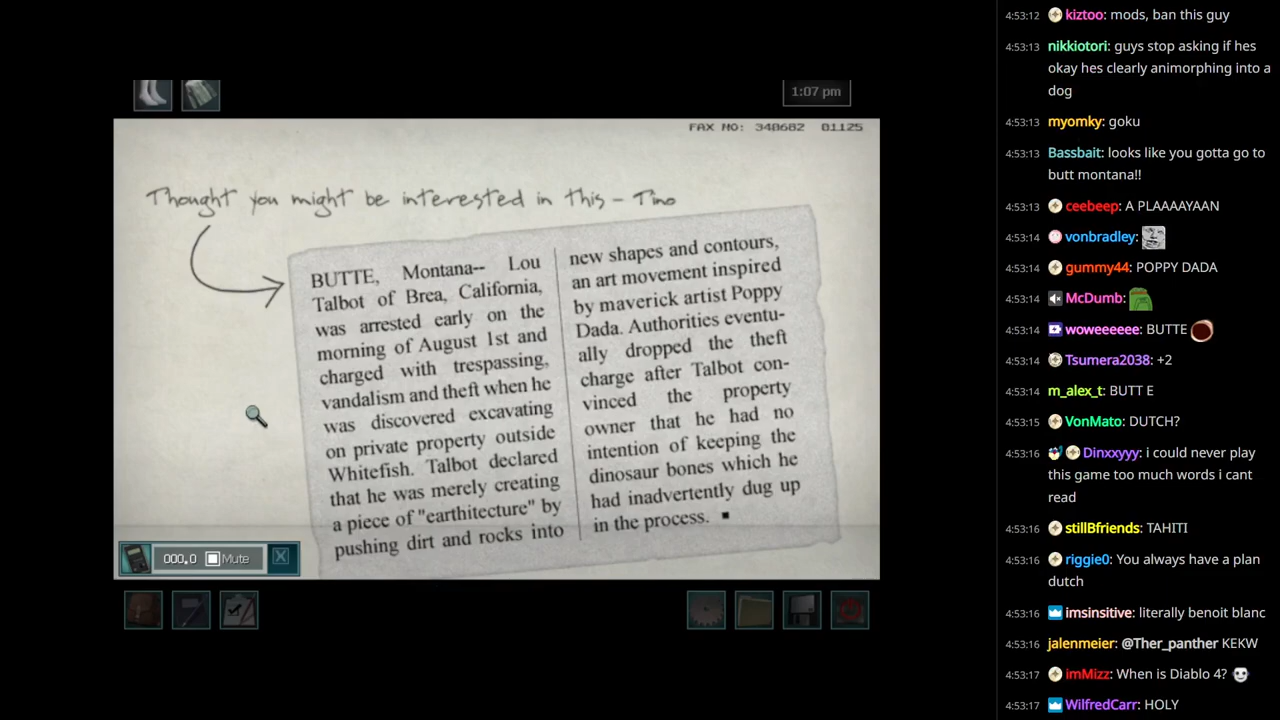 1:07 pm
FAX NO: 348682 01125
Thought you might be interested in this - Tino
BUTTE, Montana-- Lou
Talbot of Brea, California,
was arrested early on the
morning of August 1st and
charged with trespassing,
vandalism and theft when he
was discovered excavating
on private property outside
Whitefish. Talbot declared
that he was merely creating
a piece of "earthitecture" by
pushing dirt and rocks into
new shapes and contours,
an art movement inspired
by maverick artist Poppy
Dada. Authorities eventu-
ally dropped the theft
charge after Talbot con-
vinced the property
owner that he had no
intention of keeping the
dinosaur bones which he
had inadvertently dug up
in the process.
000.0 Mute X
4:53:12 kiztoo: mods, ban this guy
4:53:13 nikkiotori: guys stop asking if hes
okay hes clearly animorphing into a
dog
4:53:13 myomky: goku
4:53:13 Bassbait: looks like you gotta go to
butt montana!!
4:53:13 ceebeep: A PLAAAAYAAN
4:53:14 vonbradley:
4:53:14 gummy44: POPPY DADA
4:53:14 McDumb:
4:53:14 woweeeeee: BUTTE
4:53:14 Tsumera2038: +2
4:53:14 m_alex_t: BUTT E
4:53:15 VonMato: DUTCH?
4:53:16 Dinxxyyy: i could never play
this game too much words i cant
read
4:53:16 stillBfriends: TAHITI
4:53:16 riggie0: You always have a plan
dutch
4:53:16 imsinsitive: literally benoit blanc
4:53:16 jalenmeier: @Ther_panther KEKW
4:53:17 imMizz: When is Diablo 4?
4:53:17 WilfredCarr: HOLY